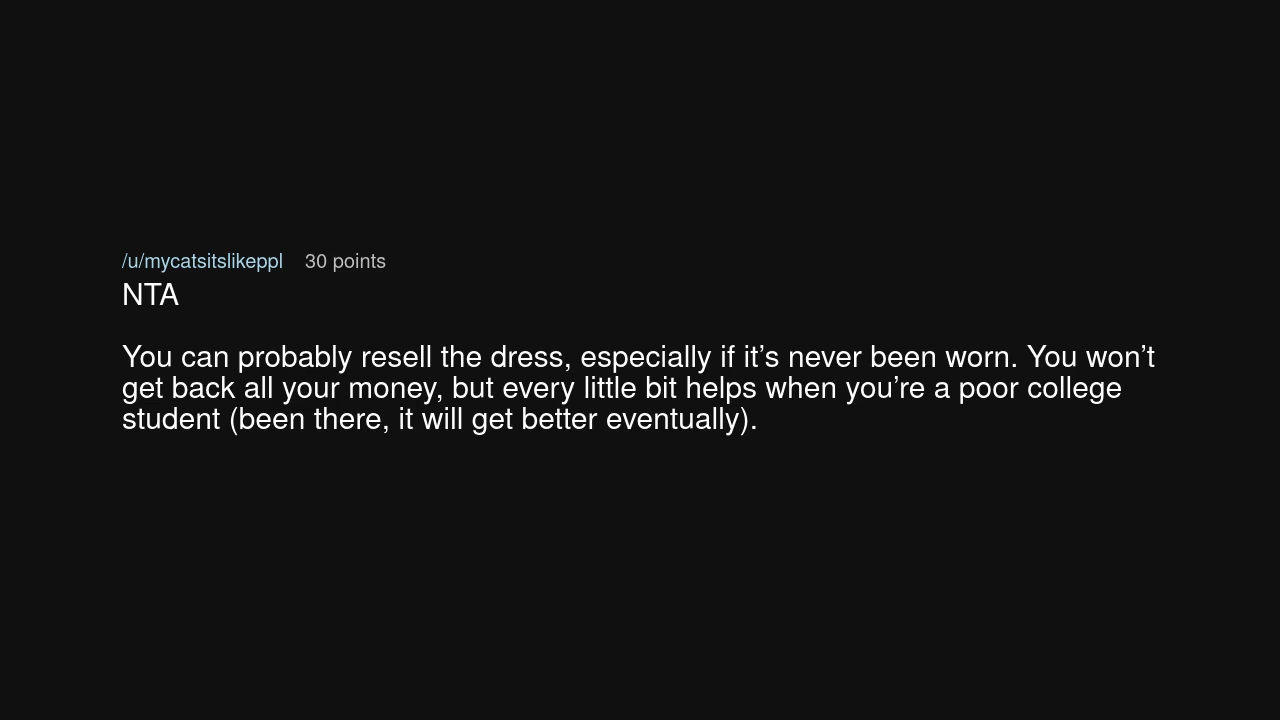 /u/mycatsitslikeppl 30 points
NTA
You can probably resell the dress, especially if it’s never been worn. You won’t
get back all your money, but every little bit helps when you’re a poor college
student (been there, it will get better eventually).